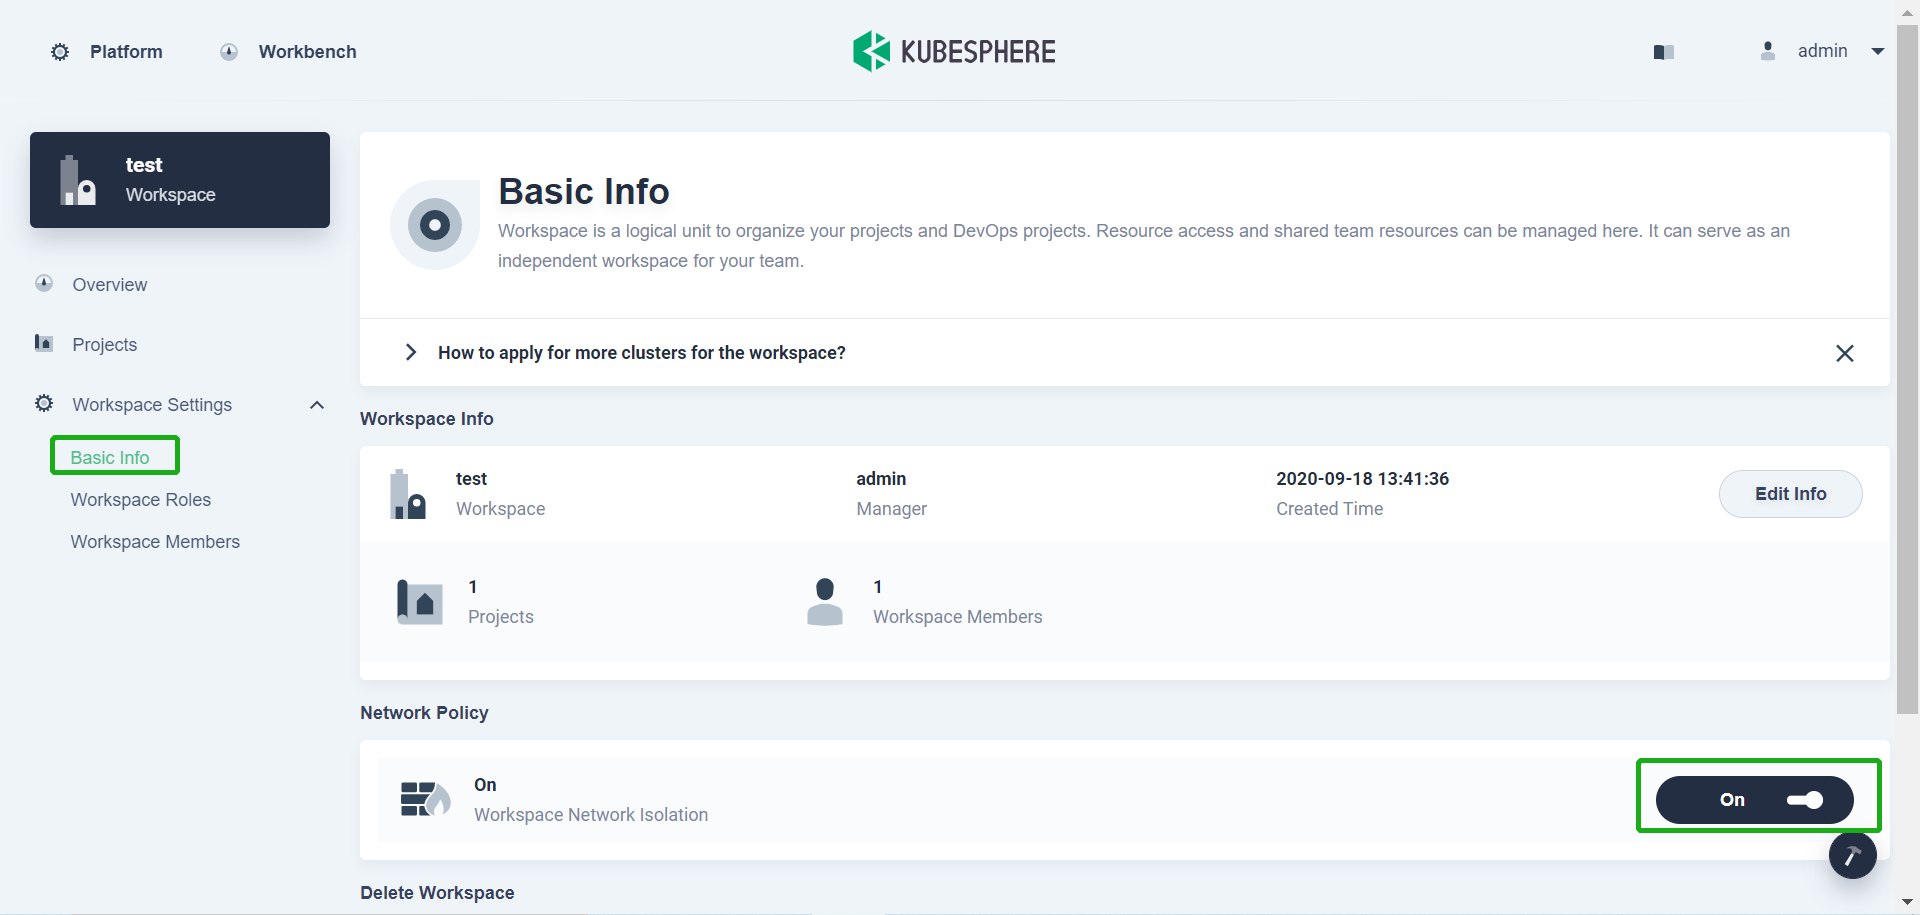 Platform
Workbench
KUBESPHERE
admin
test
Workspace
Overview
Projects
Workspace Settings
Basic Info
Workspace Roles
Workspace Members
Basic Info
Workspace is a logical unit to organize your projects and DevOps projects. Resource access and shared team resources can be managed here. It can serve as an
independent workspace for your team.
How to apply for more clusters for the workspace?
Workspace Info
test
Workspace
admin
Manager
2020-09-18 13:41:36
Created Time
Edit Info
1
Projects
1
Workspace Members
Network Policy
On
Workspace Network Isolation
On
Delete Workspace